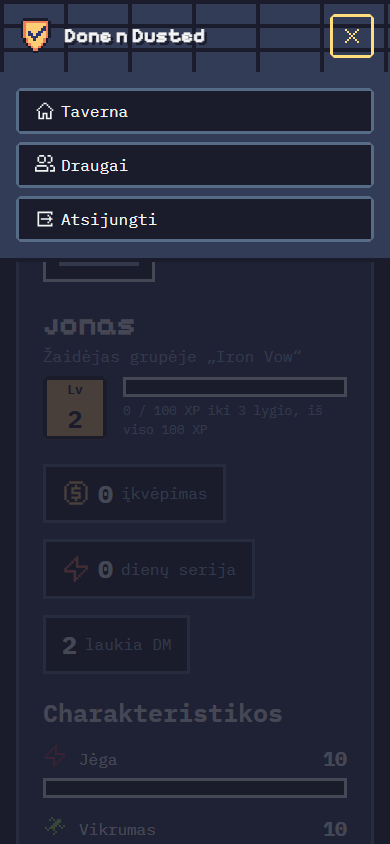 Done n Dusted
Taverna
Draugai
Atsijungti
Jonas
Žaidėjas grupėje „Iron Vow“
Lv
2
0 / 100 XP iki 3 lygio, iš
viso 100 XP
0 įkvėpimas
0 dienų serija
2 laukia DM
Charakteristikos
Jėga 10
Vikrumas 10